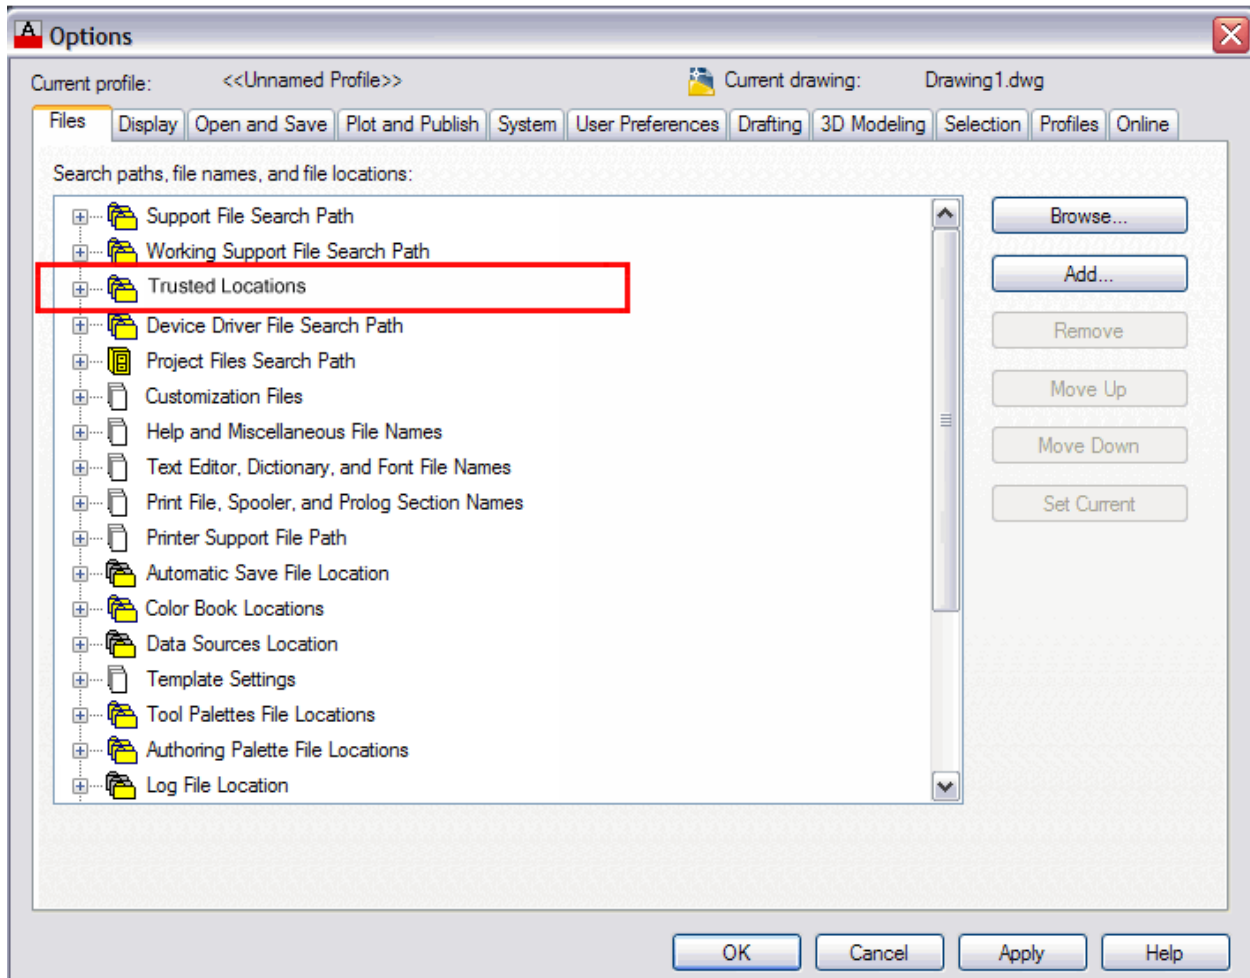 Options
Current profile: <<Unnamed Profile>> Current drawing: Drawing1.dwg
Files Display Open and Save Plot and Publish System User Preferences Drafting 3D Modeling Selection Profiles Online
Search paths, file names, and file locations:
Support File Search Path
Browse...
Working Support File Search Path
Trusted Locations
Add...
Device Driver File Search Path
Remove
Project Files Search Path
Customization Files
Move Up
Help and Miscellaneous File Names
Move Down
Text Editor, Dictionary, and Font File Names
Print File, Spooler, and Prolog Section Names
Set Current
Printer Support File Path
Automatic Save File Location
Color Book Locations
Data Sources Location
Template Settings
Tool Palettes File Locations
Authoring Palette File Locations
Log File Location
OK Cancel Apply Help